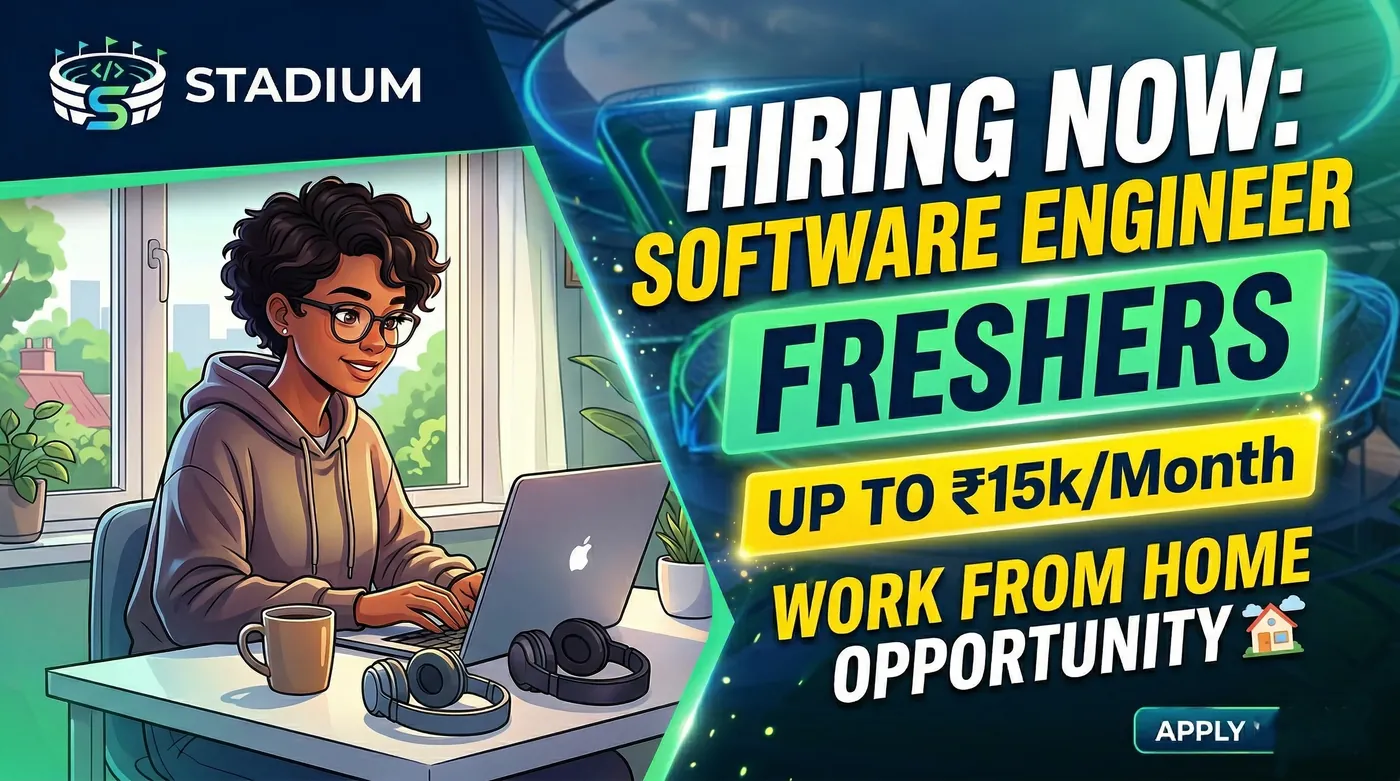 STADIUM
HIRING NOW:
SOFTWARE ENGINEER
FRESHERS
UP TO ₹15k/Month
WORK FROM HOME
OPPORTUNITY
APPLY